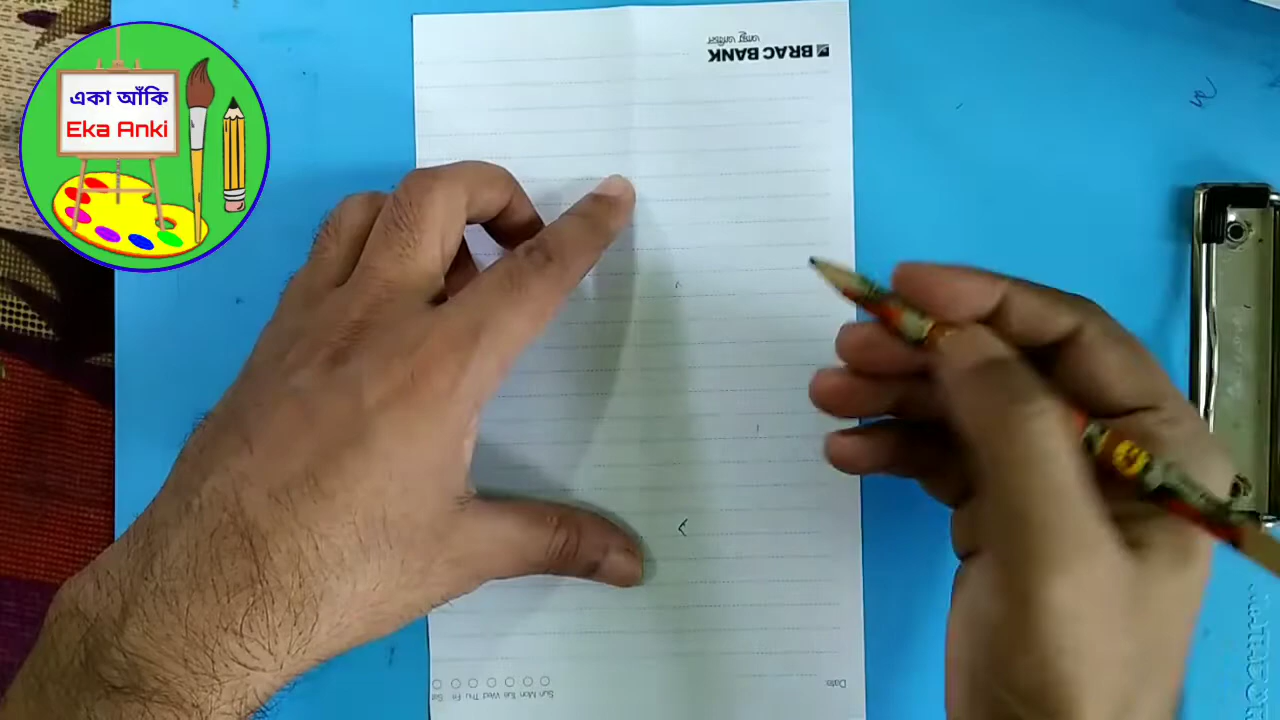 একা আঁকি
Eka Anki
BRAC BANK
Date
Sun Mon Tue Wed Thu Fri Sat